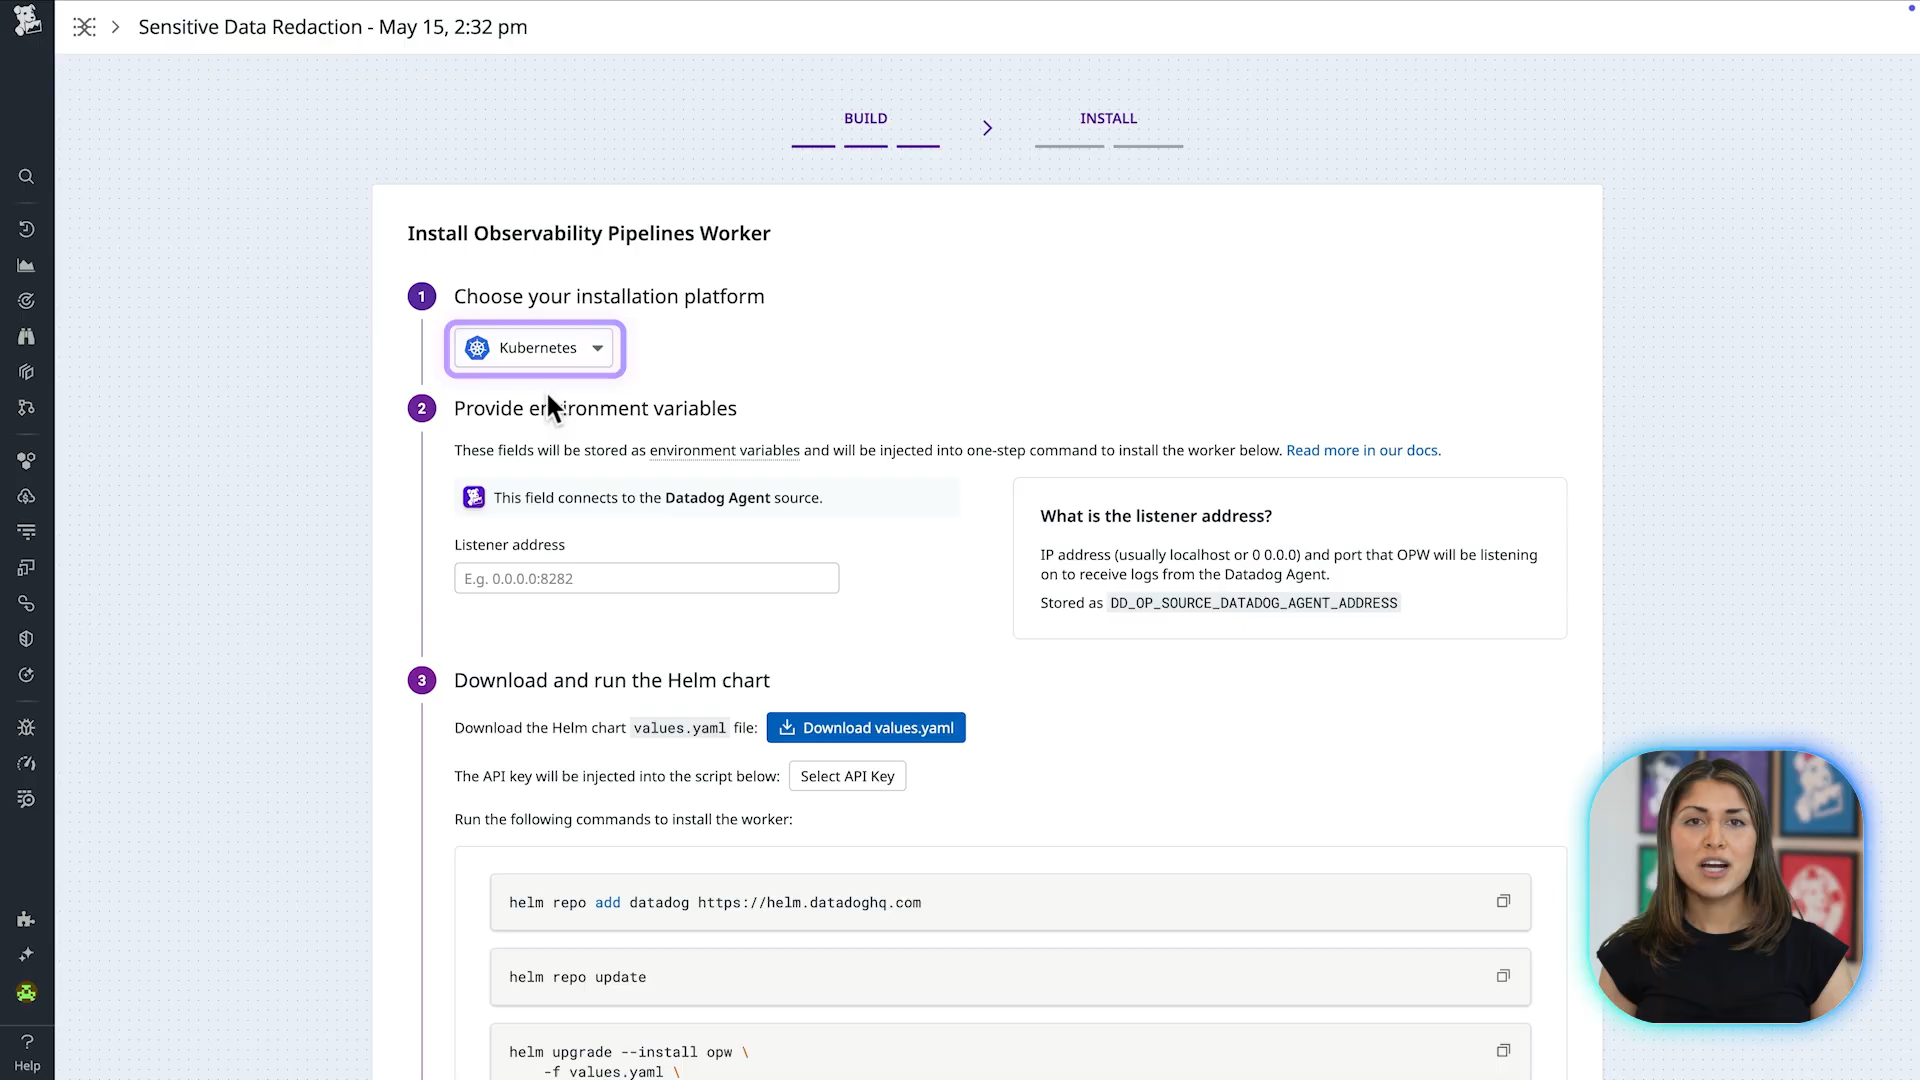 Sensitive Data Redaction - May 15, 2:32 pm
BUILD
INSTALL
Install Observability Pipelines Worker
1
Choose your installation platform
Kubernetes
2
Provide environment variables
These fields will be stored as environment variables and will be injected into one-step command to install the worker below. Read more in our docs.
This field connects to the Datadog Agent source.
Listener address
E.g. 0.0.0.0:8282
What is the listener address?
IP address (usually localhost or 0 0.0.0) and port that OPW will be listening
on to receive logs from the Datadog Agent.
Stored as DD_OP_SOURCE_DATADOG_AGENT_ADDRESS
3
Download and run the Helm chart
Download the Helm chart values.yaml file: Download values.yaml
The API key will be injected into the script below: Select API Key
Run the following commands to install the worker:
helm repo add datadog https://helm.datadoghq.com
helm repo update
helm upgrade --install opw \
-f values.yaml \
Help